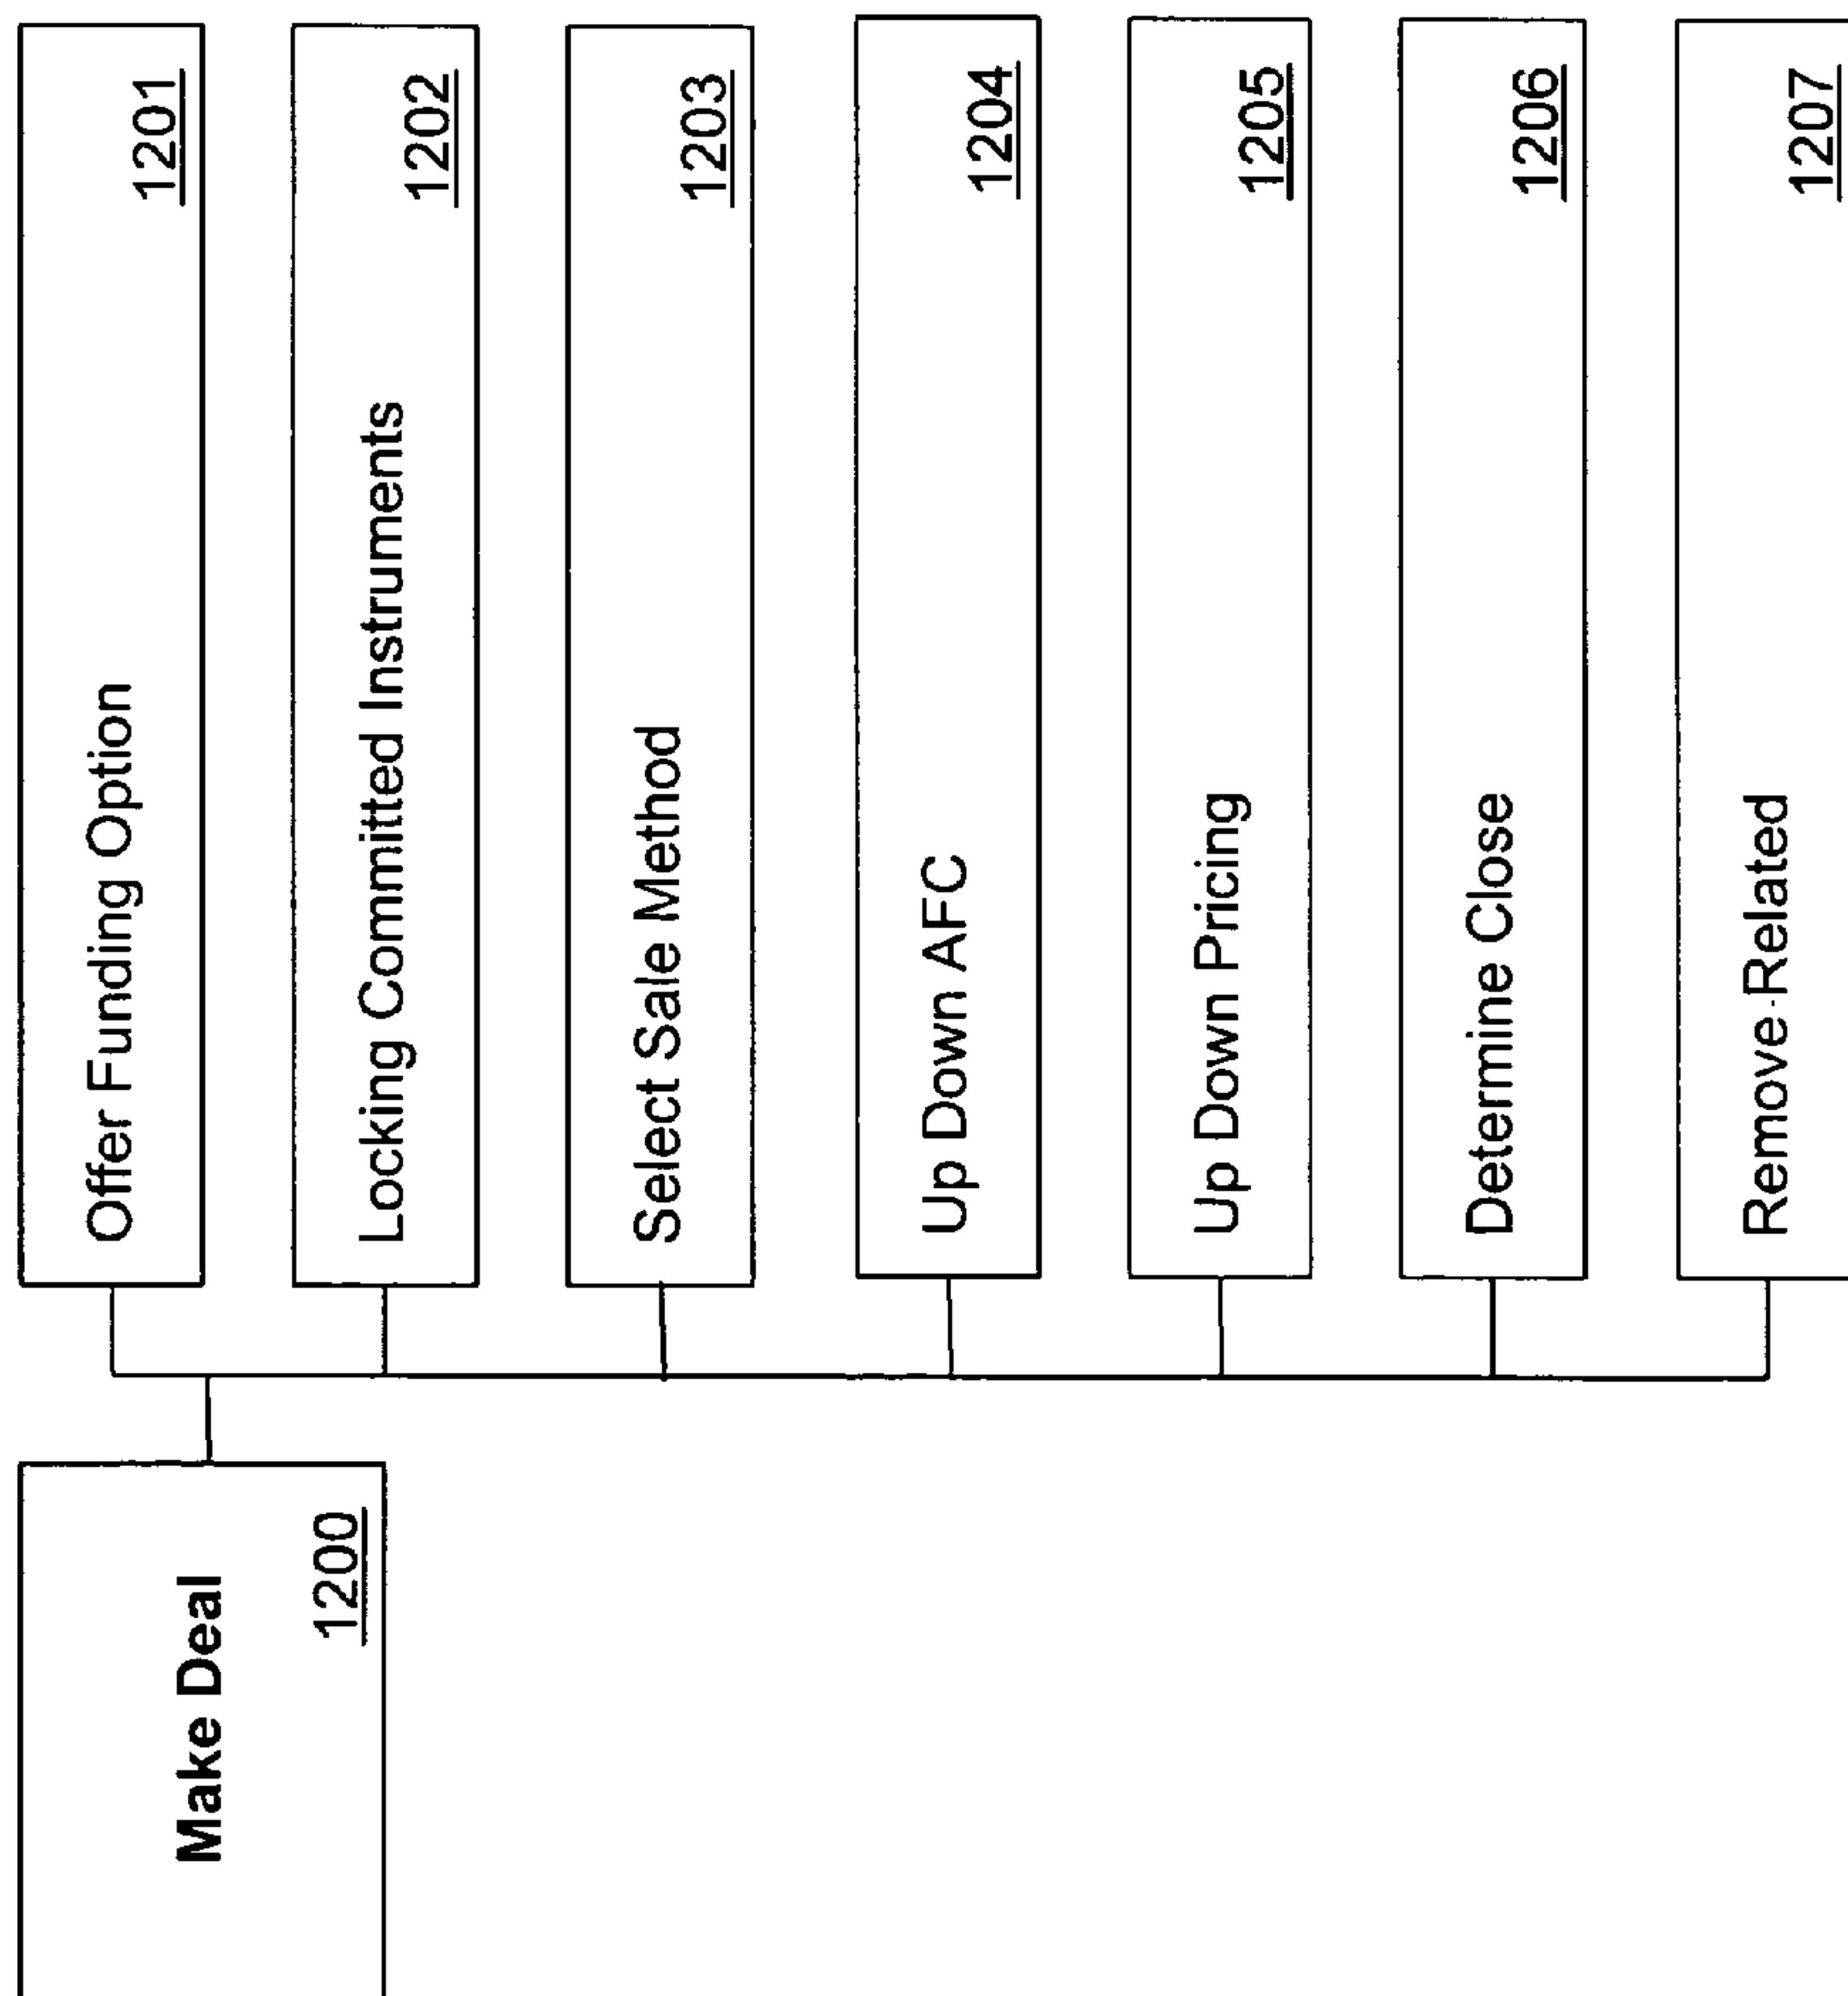 Make Deal
1200
Offer Funding Option
1201
Locking Committed Instruments
1202
Select Sale Method
1203
Up Down AFC
1204
Up Down Pricing
1205
Determine Close
1206
Remove-Related
1207